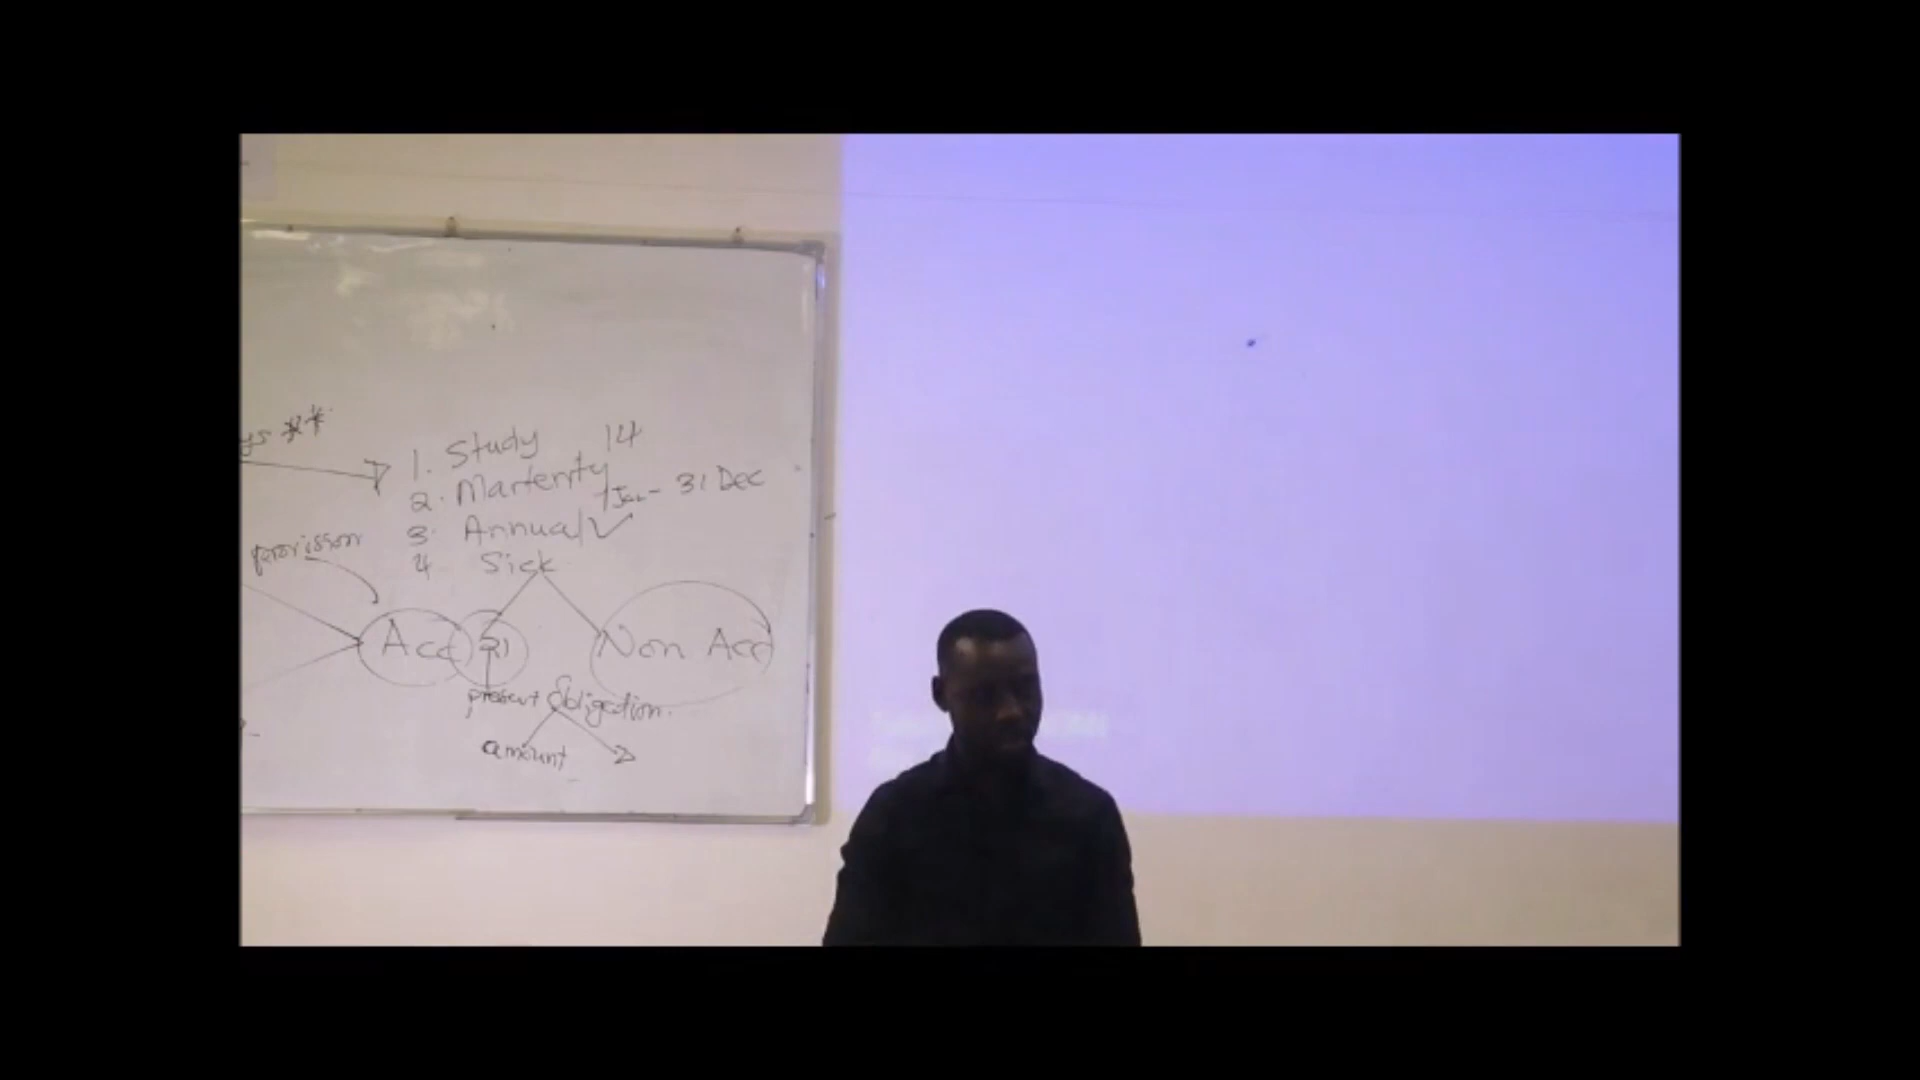 **
1. Study 14
2. Marternity 1 Jan - 31 Dec
3. Annual ✓
provisson
4 Sick
Acc
Non Acc
present obligation.
amount